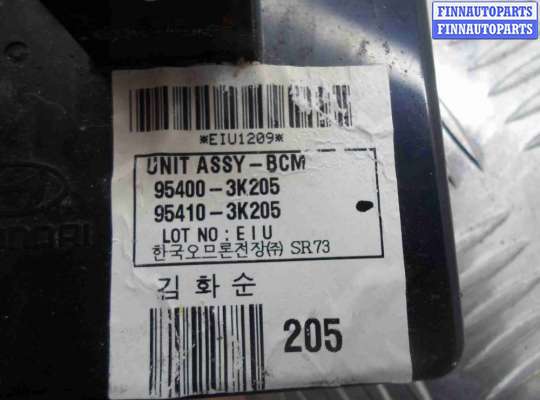 FINNAUTOPARTS
FINNAUTOPARTS
*EIU1209*
UNIT ASSY-BCM
95400-3K205
95410-3K205
LOT NO: EIU
한국오므론전장(주) SR73
김화순
205